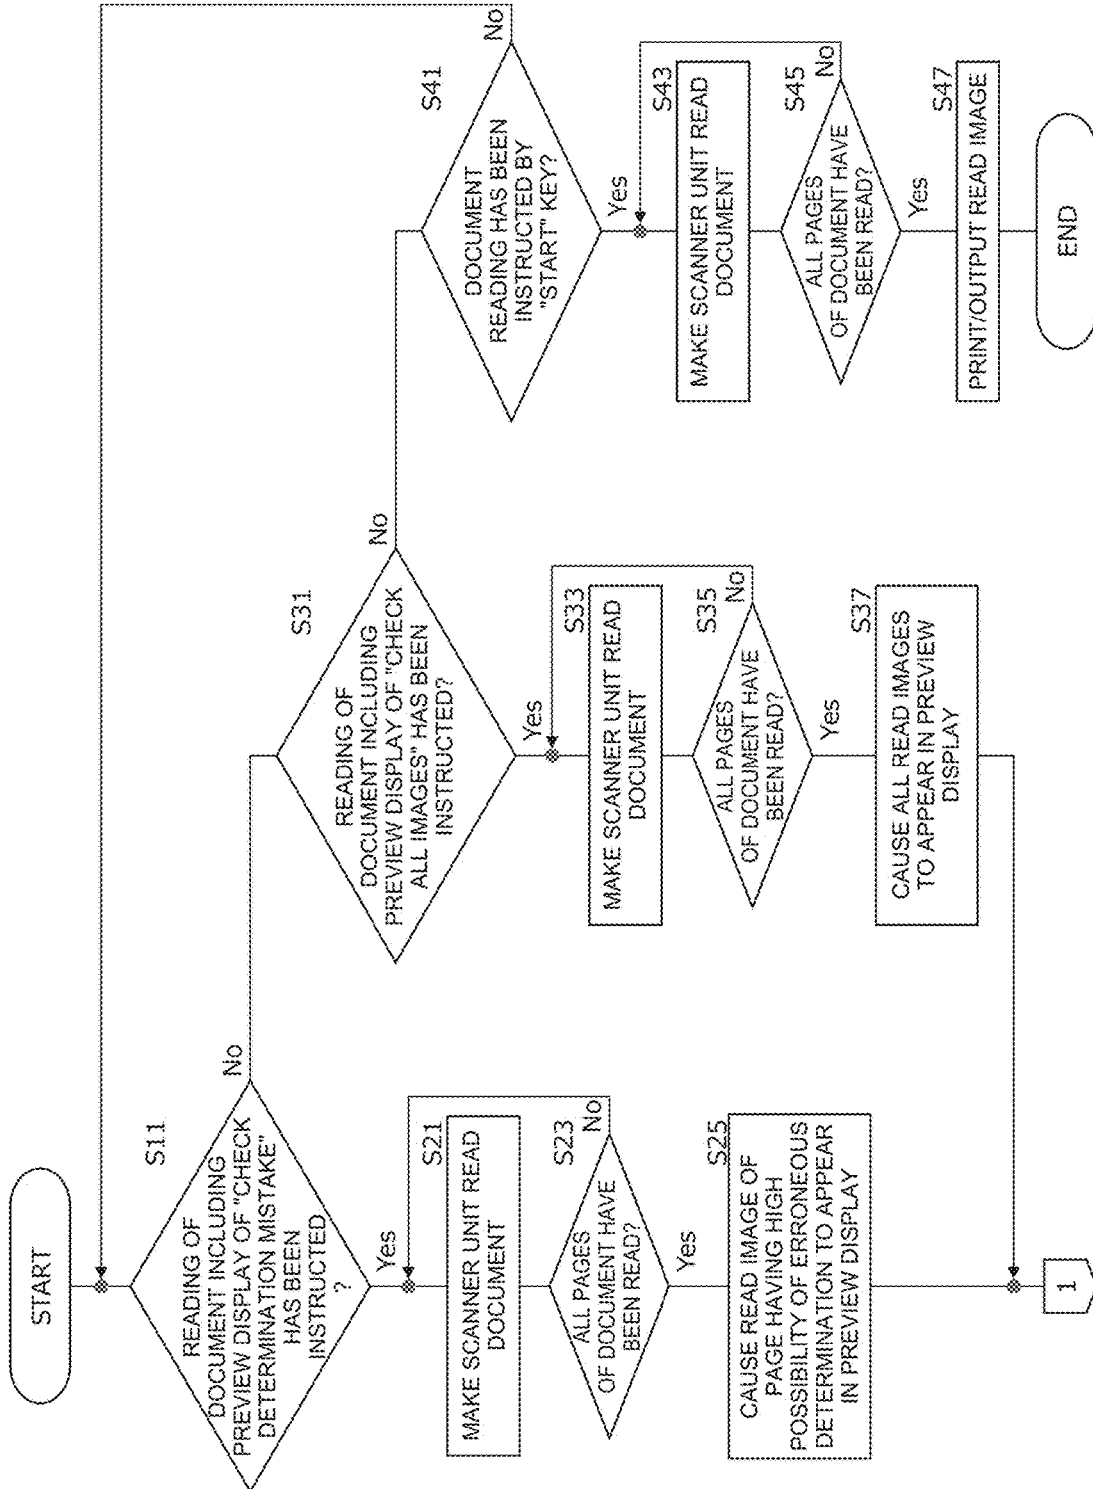 START
S11
READING OF
DOCUMENT INCLUDING
PREVIEW DISPLAY OF "CHECK
DETERMINATION MISTAKE"
HAS BEEN
INSTRUCTED
?
No
Yes
S21
MAKE SCANNER UNIT READ
DOCUMENT
S23
ALL PAGES
OF DOCUMENT HAVE
BEEN READ?
No
Yes
S25
CAUSE READ IMAGE OF
PAGE HAVING HIGH
POSSIBILITY OF ERRONEOUS
DETERMINATION TO APPEAR
IN PREVIEW DISPLAY
1
S31
READING OF
DOCUMENT INCLUDING
PREVIEW DISPLAY OF "CHECK
ALL IMAGES" HAS BEEN
INSTRUCTED?
No
Yes
S33
MAKE SCANNER UNIT READ
DOCUMENT
S35
ALL PAGES
OF DOCUMENT HAVE
BEEN READ?
No
Yes
S37
CAUSE ALL READ IMAGES
TO APPEAR IN PREVIEW
DISPLAY
S41
DOCUMENT
READING HAS BEEN
INSTRUCTED BY
"START" KEY?
No
Yes
S43
MAKE SCANNER UNIT READ
DOCUMENT
S45
ALL PAGES
OF DOCUMENT HAVE
BEEN READ?
No
Yes
S47
PRINT/OUTPUT READ IMAGE
END